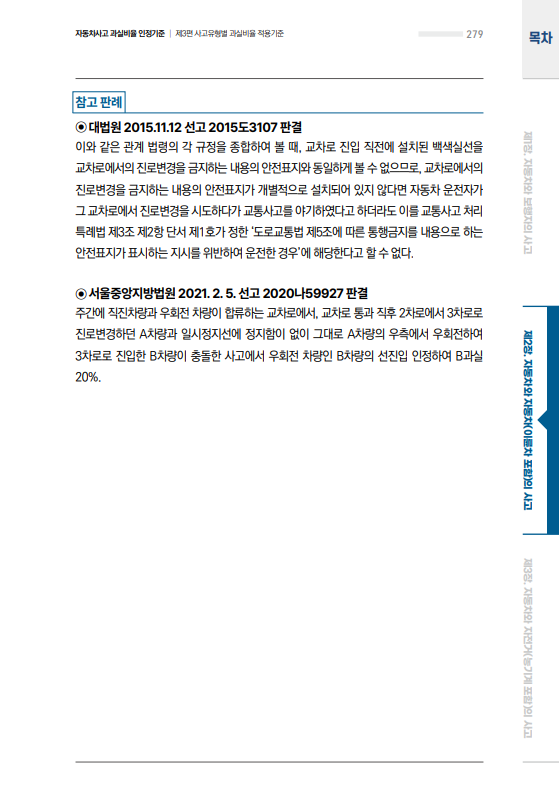 자동차사고 과실비율 인정기준 | 제3편 사고유형별 과실비율 적용기준
279
목차
참고 판례
◉ 대법원 2015.11.12 선고 2015도3107 판결
이와 같은 관계 법령의 각 규정을 종합하여 볼 때, 교차로 진입 직전에 설치된 백색실선을
교차로에서의 진로변경을 금지하는 내용의 안전표지와 동일하게 볼 수 없으므로, 교차로에서의
진로변경을 금지하는 내용의 안전표지가 개별적으로 설치되어 있지 않다면 자동차 운전자가
그 교차로에서 진로변경을 시도하다가 교통사고를 야기하였다고 하더라도 이를 교통사고 처리
특례법 제3조 제2항 단서 제1호가 정한 ‘도로교통법 제5조에 따른 통행금지를 내용으로 하는
안전표지가 표시하는 지시를 위반하여 운전한 경우’에 해당한다고 할 수 없다.
◉ 서울중앙지방법원 2021. 2. 5. 선고 2020나59927 판결
주간에 직진차량과 우회전 차량이 합류하는 교차로에서, 교차로 통과 직후 2차로에서 3차로로
진로변경하던 A차량과 일시정지선에 정지함이 없이 그대로 A차량의 우측에서 우회전하여
3차로로 진입한 B차량이 충돌한 사고에서 우회전 차량인 B차량의 선진입 인정하여 B과실
20%.
제1장. 자동차와 보행자의 사고
제2장. 자동차와 자동차(이륜차 포함)의 사고
제3장. 자동차와 자전거(농기계 포함)의 사고